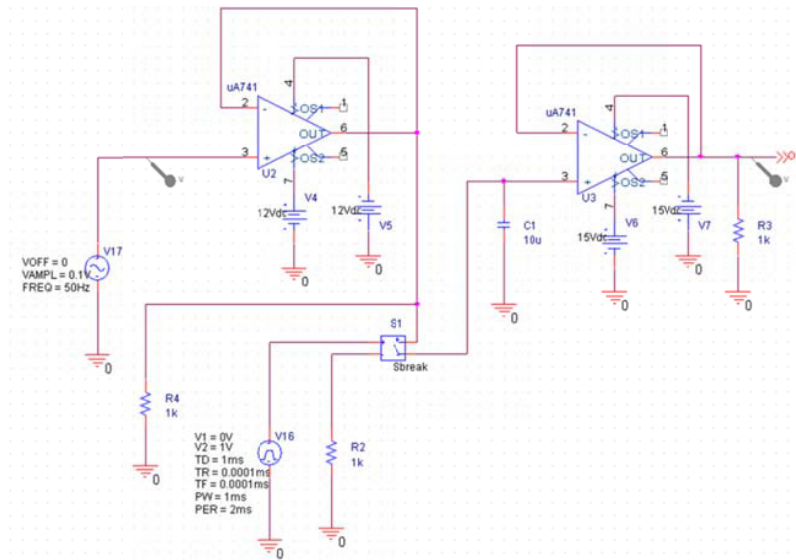 uA741
2
4
OS1
1
OUT
6
3
OS2
5
U2
7
V4
12Vdc
12Vdc
V5
0
0
V17
VOFF = 0
VAMPL = 0.1V
FREQ = 50Hz
0
uA741
2
4
OS1
1
OUT
6
3
OS2
5
U3
7
V6
15Vdc
15Vdc
V7
0
0
C1
10u
0
R3
1k
0
0
V
V
S1
Sbreak
R4
1k
0
V16
V1 = 0V
V2 = 1V
TD = 1ms
TR = 0.0001ms
TF = 0.0001ms
PW = 1ms
PER = 2ms
0
R2
1k
0